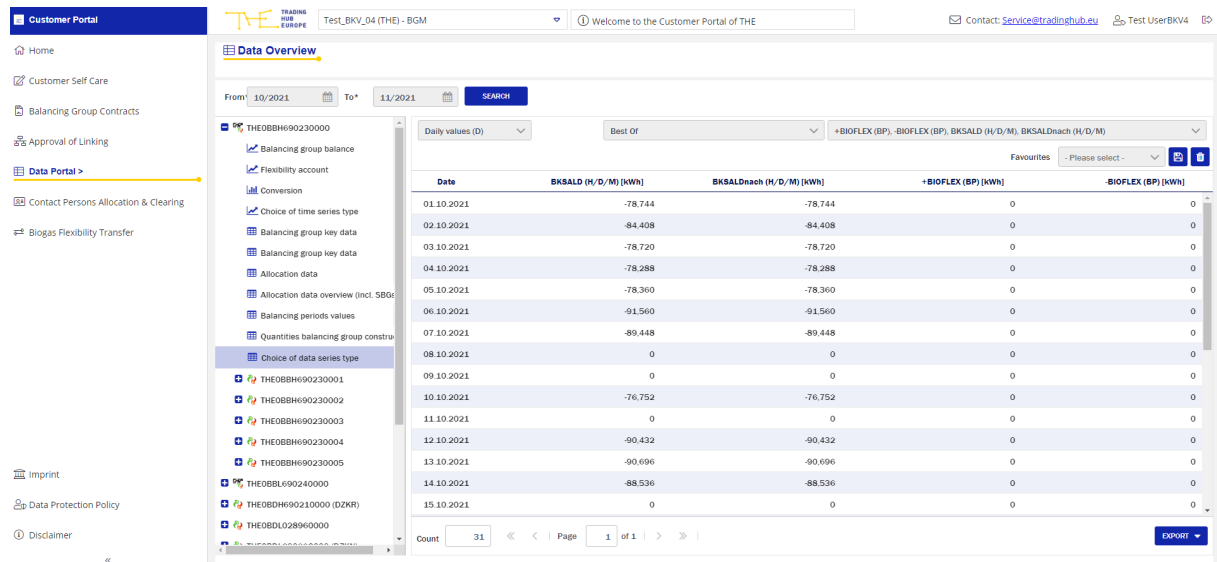 Customer Portal
TRADING
HUB
EUROPE
Test_BKV_04 (THE) - BGM
Welcome to the Customer Portal of THE
Contact: Service@tradinghub.eu
Test UserBKV4
Home
Customer Self Care
Balancing Group Contracts
Approval of Linking
Data Portal >
Contact Persons Allocation & Clearing
Biogas Flexibility Transfer
Imprint
Data Protection Policy
Disclaimer
«
Data Overview
From* 10/2021 To* 11/2021 SEARCH
THE0BBH690230000
Balancing group balance
Flexibility account
Conversion
Choice of time series type
Balancing group key data
Balancing group key data
Allocation data
Allocation data overview (incl. SBGs
Balancing periods values
Quantities balancing group constru
Choice of data series type
THE0BBH690230001
THE0BBH690230002
THE0BBH690230003
THE0BBH690230004
THE0BBH690230005
THE0BBL690240000
THE0BDH690210000 (DZKR)
THE0BDL028960000
Daily values (D) Best Of +BIOFLEX (BP), -BIOFLEX (BP), BKSALD (H/D/M), BKSALDnach (H/D/M)
Favourites - Please select -
Date BKSALD (H/D/M) [kWh] BKSALDnach (H/D/M) [kWh] +BIOFLEX (BP) [kWh] -BIOFLEX (BP) [kWh]
01.10.2021 -78,744 -78,744 0 0
02.10.2021 -84,408 -84,408 0 0
03.10.2021 -78,720 -78,720 0 0
04.10.2021 -78,288 -78,288 0 0
05.10.2021 -78,360 -78,360 0 0
06.10.2021 -91,560 -91,560 0 0
07.10.2021 -89,448 -89,448 0 0
08.10.2021 0 0 0 0
09.10.2021 0 0 0 0
10.10.2021 -76,752 -76,752 0 0
11.10.2021 0 0 0 0
12.10.2021 -90,432 -90,432 0 0
13.10.2021 -90,696 -90,696 0 0
14.10.2021 -88,536 -88,536 0 0
15.10.2021 0 0 0 0
Count 31 Page 1 of 1 EXPORT